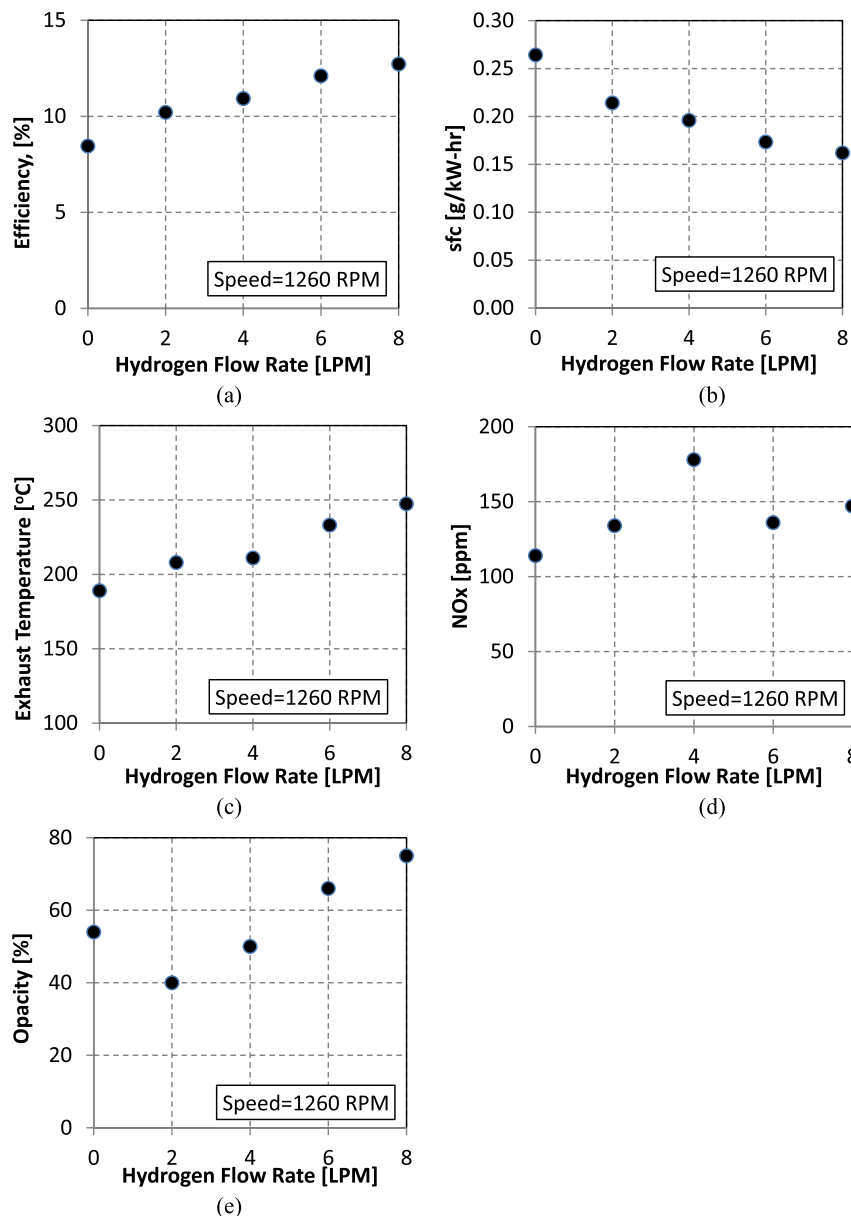 15
10
5
0
Efficiency, [%]
Speed=1260 RPM
0 2 4 6 8
Hydrogen Flow Rate [LPM]
(a)
0.30
0.25
0.20
0.15
0.10
0.05
0.00
sfc [g/kW-hr]
Speed=1260 RPM
0 2 4 6 8
Hydrogen Flow Rate [LPM]
(b)
300
250
200
150
100
Exhaust Temperature [ºC]
Speed=1260 RPM
0 2 4 6 8
Hydrogen Flow Rate [LPM]
(c)
200
150
100
50
0
NOx [ppm]
Speed=1260 RPM
0 2 4 6 8
Hydrogen Flow Rate [LPM]
(d)
80
60
40
20
0
Opacity [%]
Speed=1260 RPM
0 2 4 6 8
Hydrogen Flow Rate [LPM]
(e)